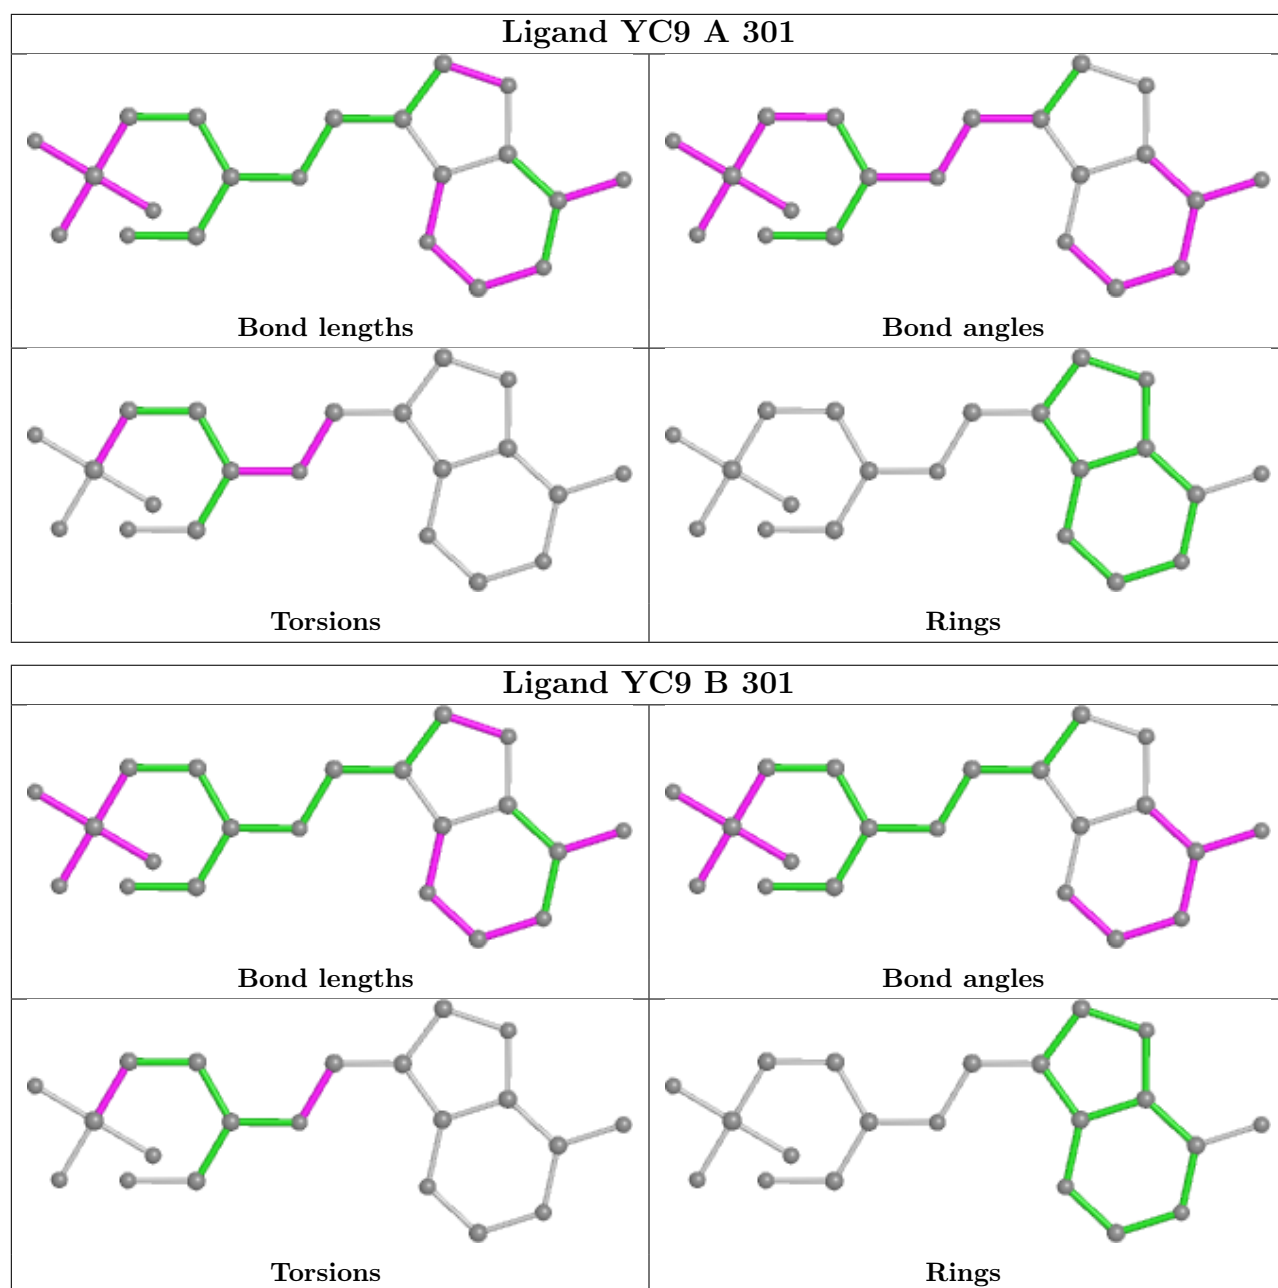 Ligand YC9 A 301
Bond lengths
Bond angles
Torsions
Rings
Ligand YC9 B 301
Bond lengths
Bond angles
Torsions
Rings